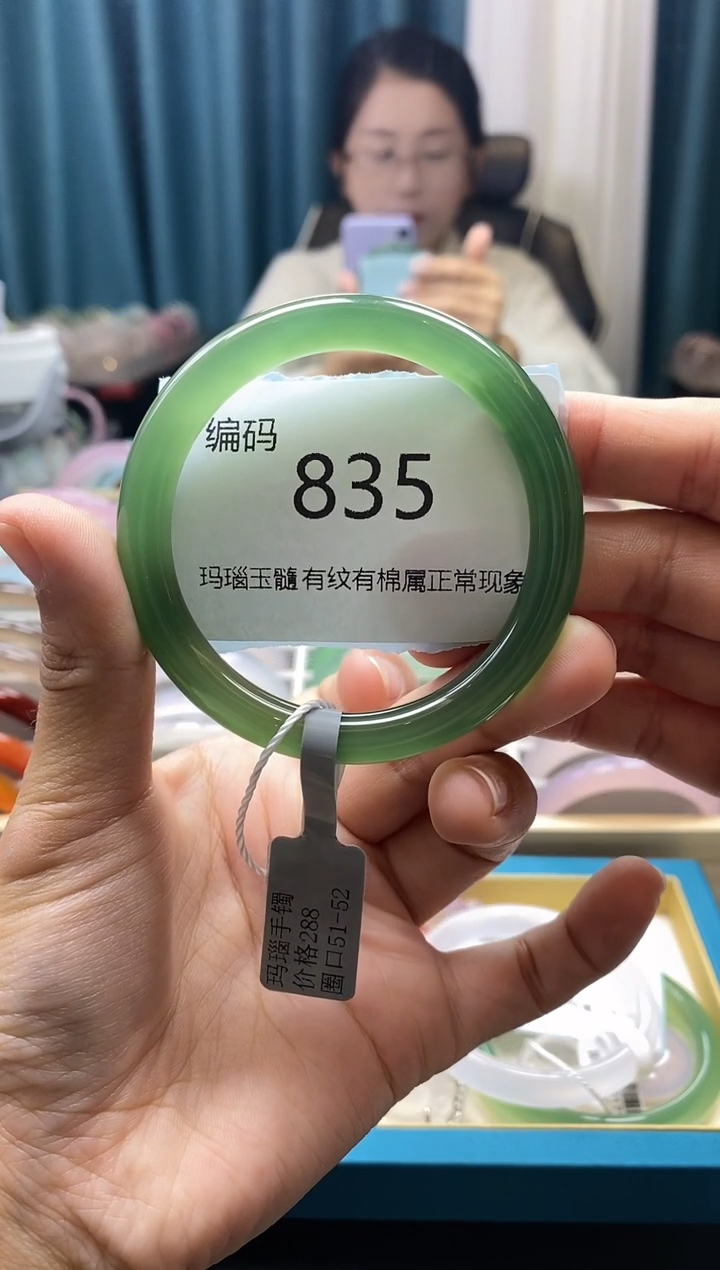 编码
835
玛瑙玉髓有纹有棉属正常现象
玛瑙手镯
价格288
圈口51-52